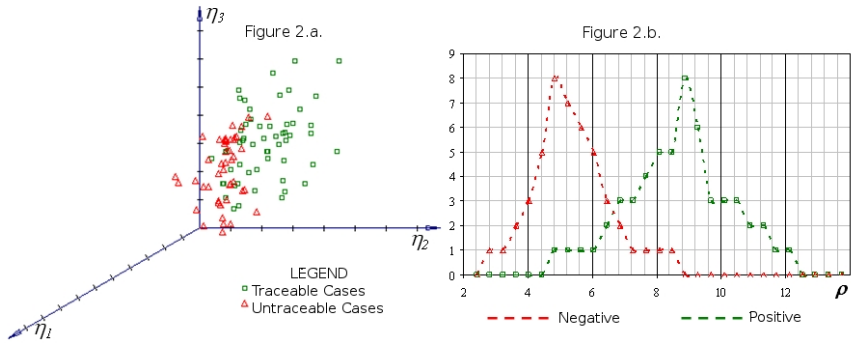 Figure 2.a.
η3
η2
η1
LEGEND
Traceable Cases
Untraceable Cases
Figure 2.b.
9
8
7
6
5
4
3
2
1
0
2 4 6 8 10 12 ρ
Negative Positive